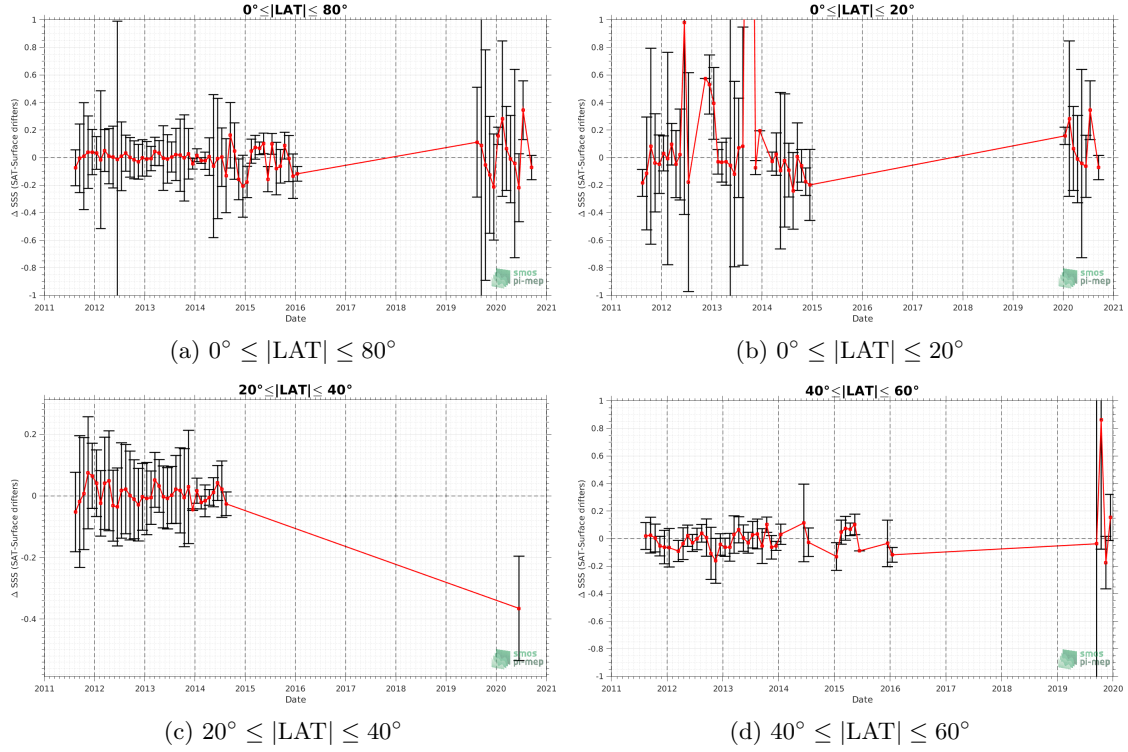 0°≤|LAT|≤ 80°
1
0.8
0.6
0.4
0.2
0
-0.2
-0.4
-0.6
-0.8
-1
Δ SSS (SAT-Surface drifters)
2011 2012 2013 2014 2015 2016 2017 2018 2019 2020 2021
Date
smos
pi-mep
(a) 0° ≤ |LAT| ≤ 80°
0°≤|LAT|≤ 20°
1
0.8
0.6
0.4
0.2
0
-0.2
-0.4
-0.6
-0.8
-1
Δ SSS (SAT-Surface drifters)
2011 2012 2013 2014 2015 2016 2017 2018 2019 2020 2021
Date
smos
pi-mep
(b) 0° ≤ |LAT| ≤ 20°
20°≤|LAT|≤ 40°
0.2
0
-0.2
-0.4
Δ SSS (SAT-Surface drifters)
2011 2012 2013 2014 2015 2016 2017 2018 2019 2020 2021
Date
smos
pi-mep
(c) 20° ≤ |LAT| ≤ 40°
40°≤|LAT|≤ 60°
1
0.8
0.6
0.4
0.2
0
-0.2
-0.4
-0.6
-0.8
-1
Δ SSS (SAT-Surface drifters)
2011 2012 2013 2014 2015 2016 2017 2018 2019 2020
Date
smos
pi-mep
(d) 40° ≤ |LAT| ≤ 60°